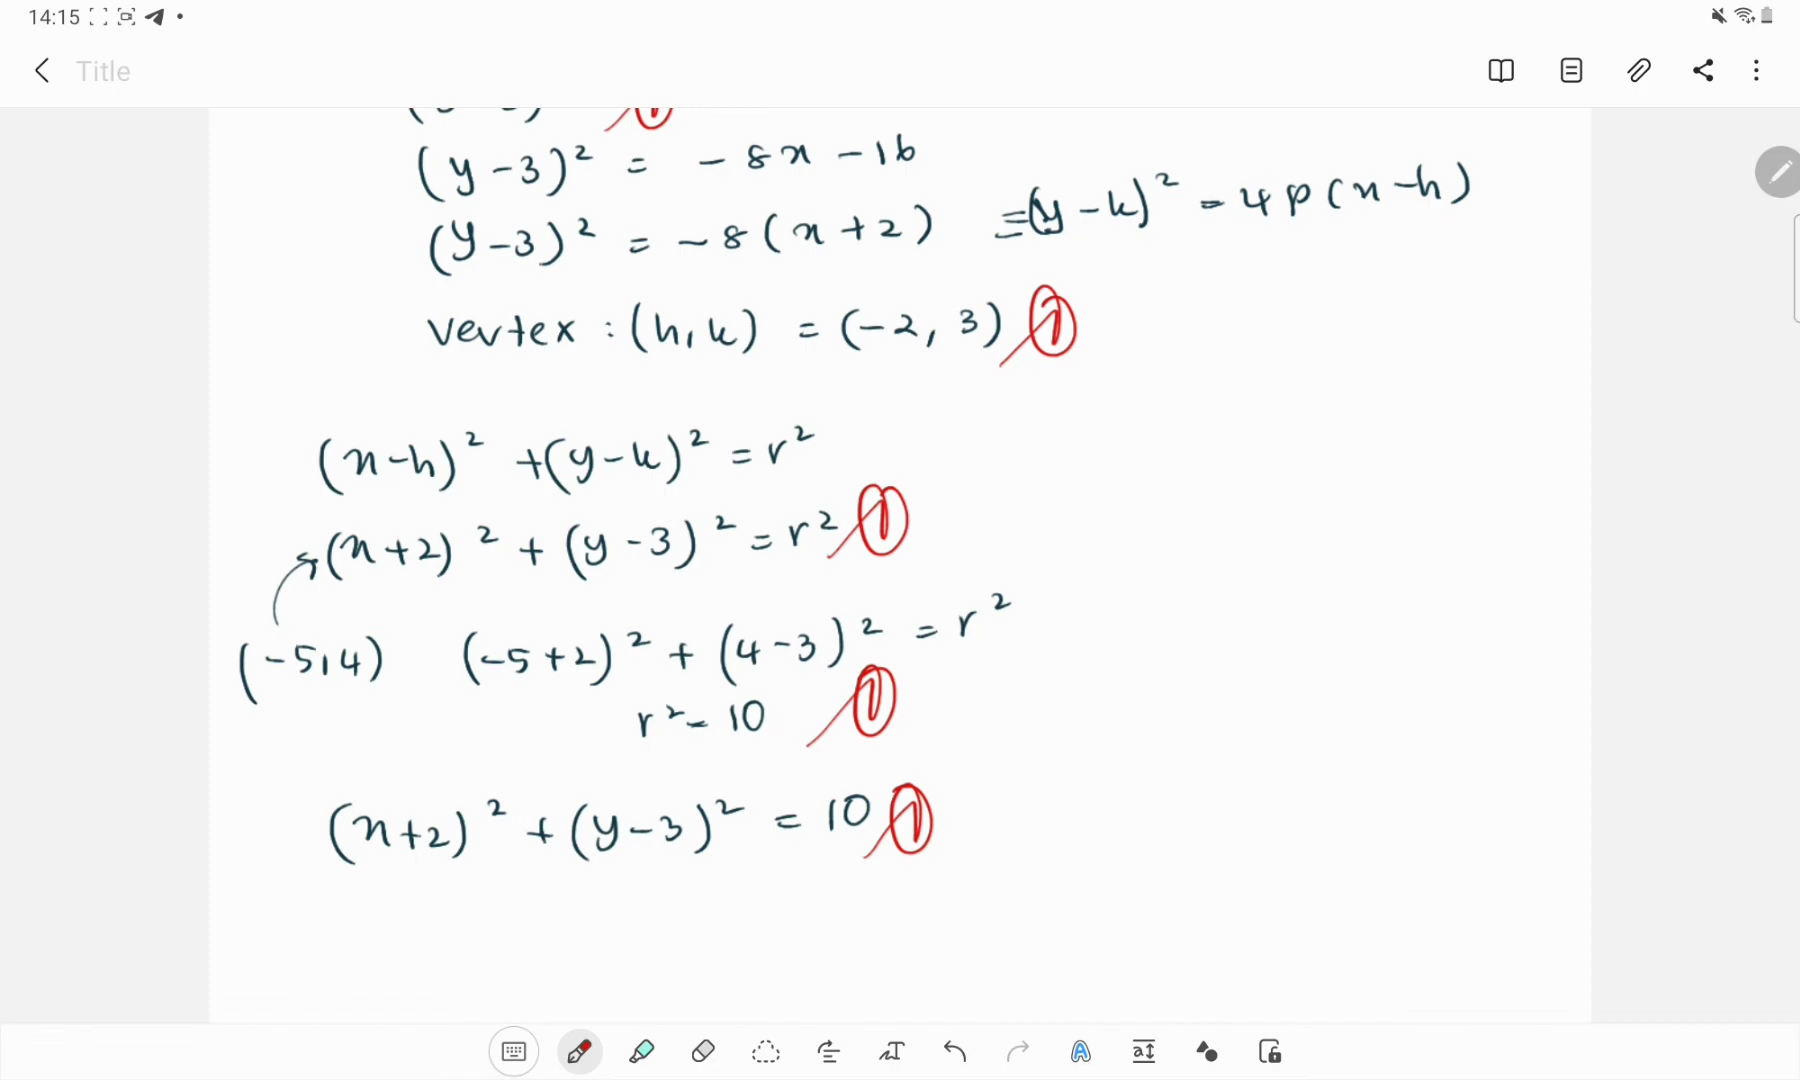 14:15
Title
(y-3)² = -8x-16
(y-3)² = -8(x+2) ≡ (y-k)² = 4p(x-h)
vertex : (h,k) = (-2, 3) ①
(x-h)² + (y-k)² = r²
(x+2)² + (y-3)² = r² ①
(-5,4) (-5+2)² + (4-3)² = r²
r² = 10 ①
(x+2)² + (y-3)² = 10 ①